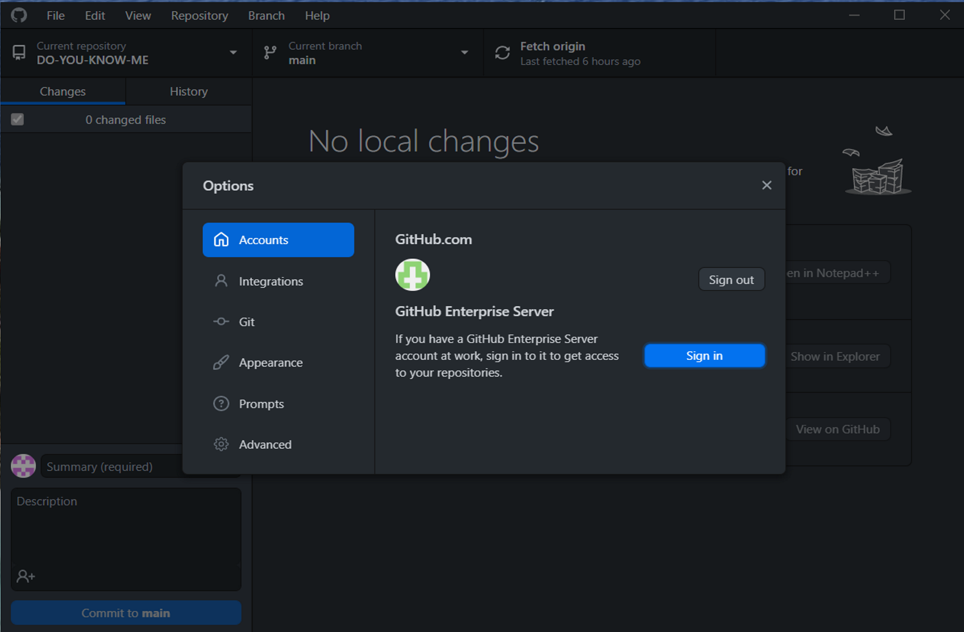 File Edit View Repository Branch Help
Current repository
DO-YOU-KNOW-ME
Current branch
main
Fetch origin
Last fetched 6 hours ago
Changes History
0 changed files
No local changes
for
Options
Accounts
Integrations
Git
Appearance
Prompts
Advanced
GitHub.com
Sign out
GitHub Enterprise Server
If you have a GitHub Enterprise Server
account at work, sign in to it to get access
to your repositories.
Sign in
en in Notepad++
Show in Explorer
View on GitHub
Summary (required)
Description
Commit to main